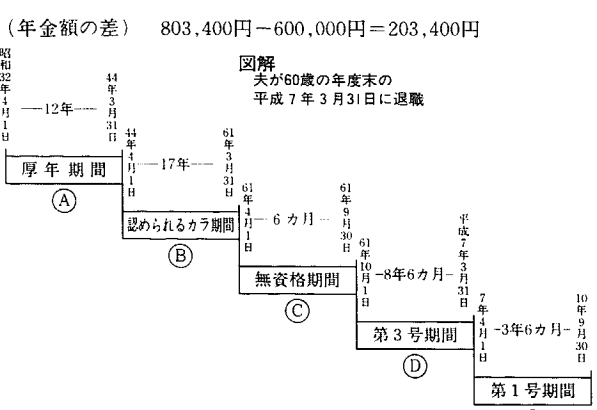 (年金額の差) 803,400円－600,000円＝203,400円
図解
夫が60歳の年度末の
平成7年3月31日に退職
昭和32年4月1日
12年
44年3月31日
厚年期間
Ⓐ
44年4月1日
17年
61年3月31日
認められるカラ期間
Ⓑ
61年4月1日
6カ月
61年9月30日
無資格期間
Ⓒ
61年10月1日
8年6カ月
平成7年3月31日
第3号期間
Ⓓ
7年4月1日
3年6カ月
10年9月30日
第1号期間